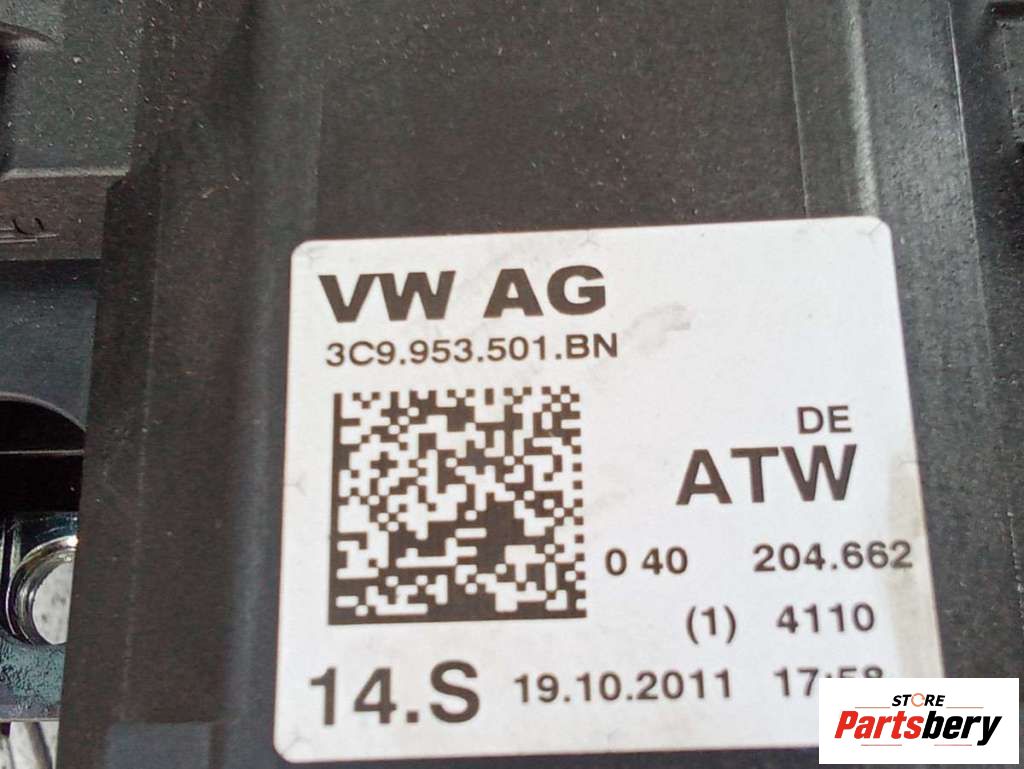 VW AG
3C9.953.501.BN
DE
ATW
0 40 204.662
(1) 4110
14.S 19.10.2011 17:58
STORE
Partsbery